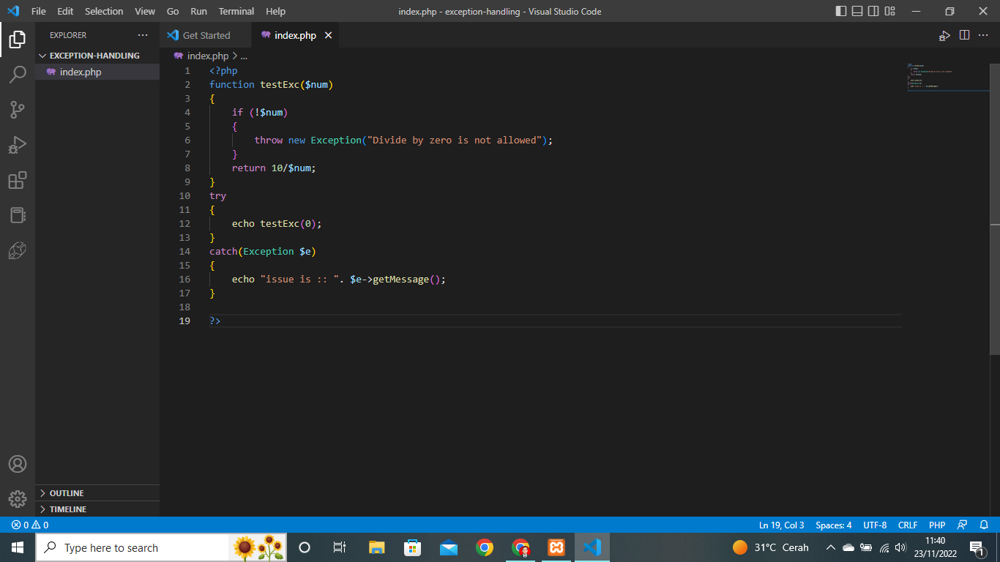 File Edit Selection View Go Run Terminal Help
index.php - exception-handling - Visual Studio Code
EXPLORER
Get Started
index.php
EXCEPTION-HANDLING
index.php
index.php > ...
1 <?php
2 function testExc($num)
3 {
4     if (!$num)
5     {
6         throw new Exception("Divide by zero is not allowed");
7     }
8     return 10/$num;
9 }
10 try
11 {
12     echo testExc(0);
13 }
14 catch(Exception $e)
15 {
16     echo "issue is :: ". $e->getMessage();
17 }
18
19 ?>
OUTLINE
TIMELINE
0 0
Ln 19, Col 3 Spaces: 4 UTF-8 CRLF PHP
Type here to search
31°C Cerah
11:40
23/11/2022
1